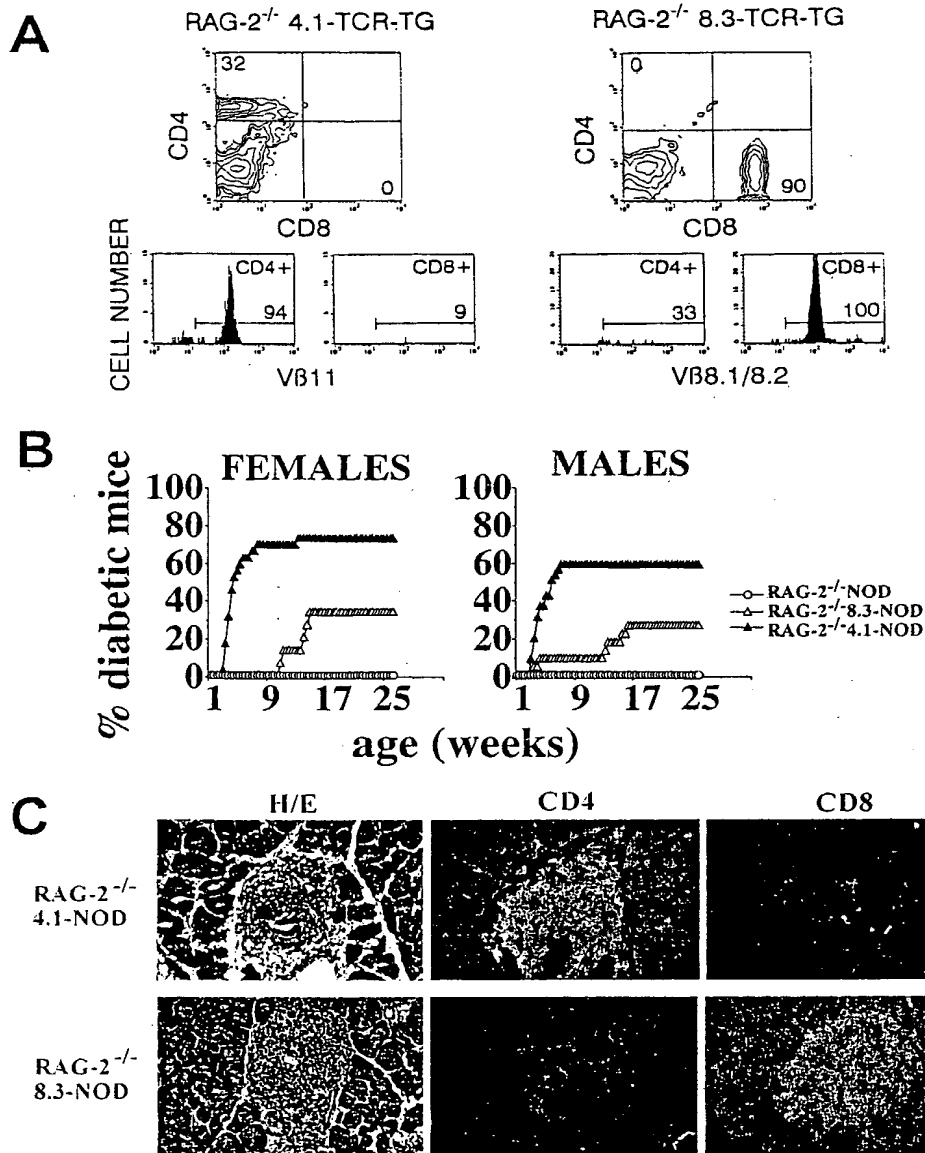 A
RAG-2-/- 4.1-TCR-TG
RAG-2-/- 8.3-TCR-TG
32
0
CD4
CD8
0
90
CD4
CD8
CELL NUMBER
CD4+
94
CD8+
9
Vß11
CD4+
33
CD8+
100
Vß8.1/8.2
B
FEMALES
MALES
% diabetic mice
100
80
60
40
20
0
1 9 17 25
100
80
60
40
20
0
1 9 17 25
age (weeks)
RAG-2-/-NOD
RAG-2-/-8.3-NOD
RAG-2-/-4.1-NOD
C
H/E
CD4
CD8
RAG-2-/-
4.1-NOD
RAG-2-/-
8.3-NOD